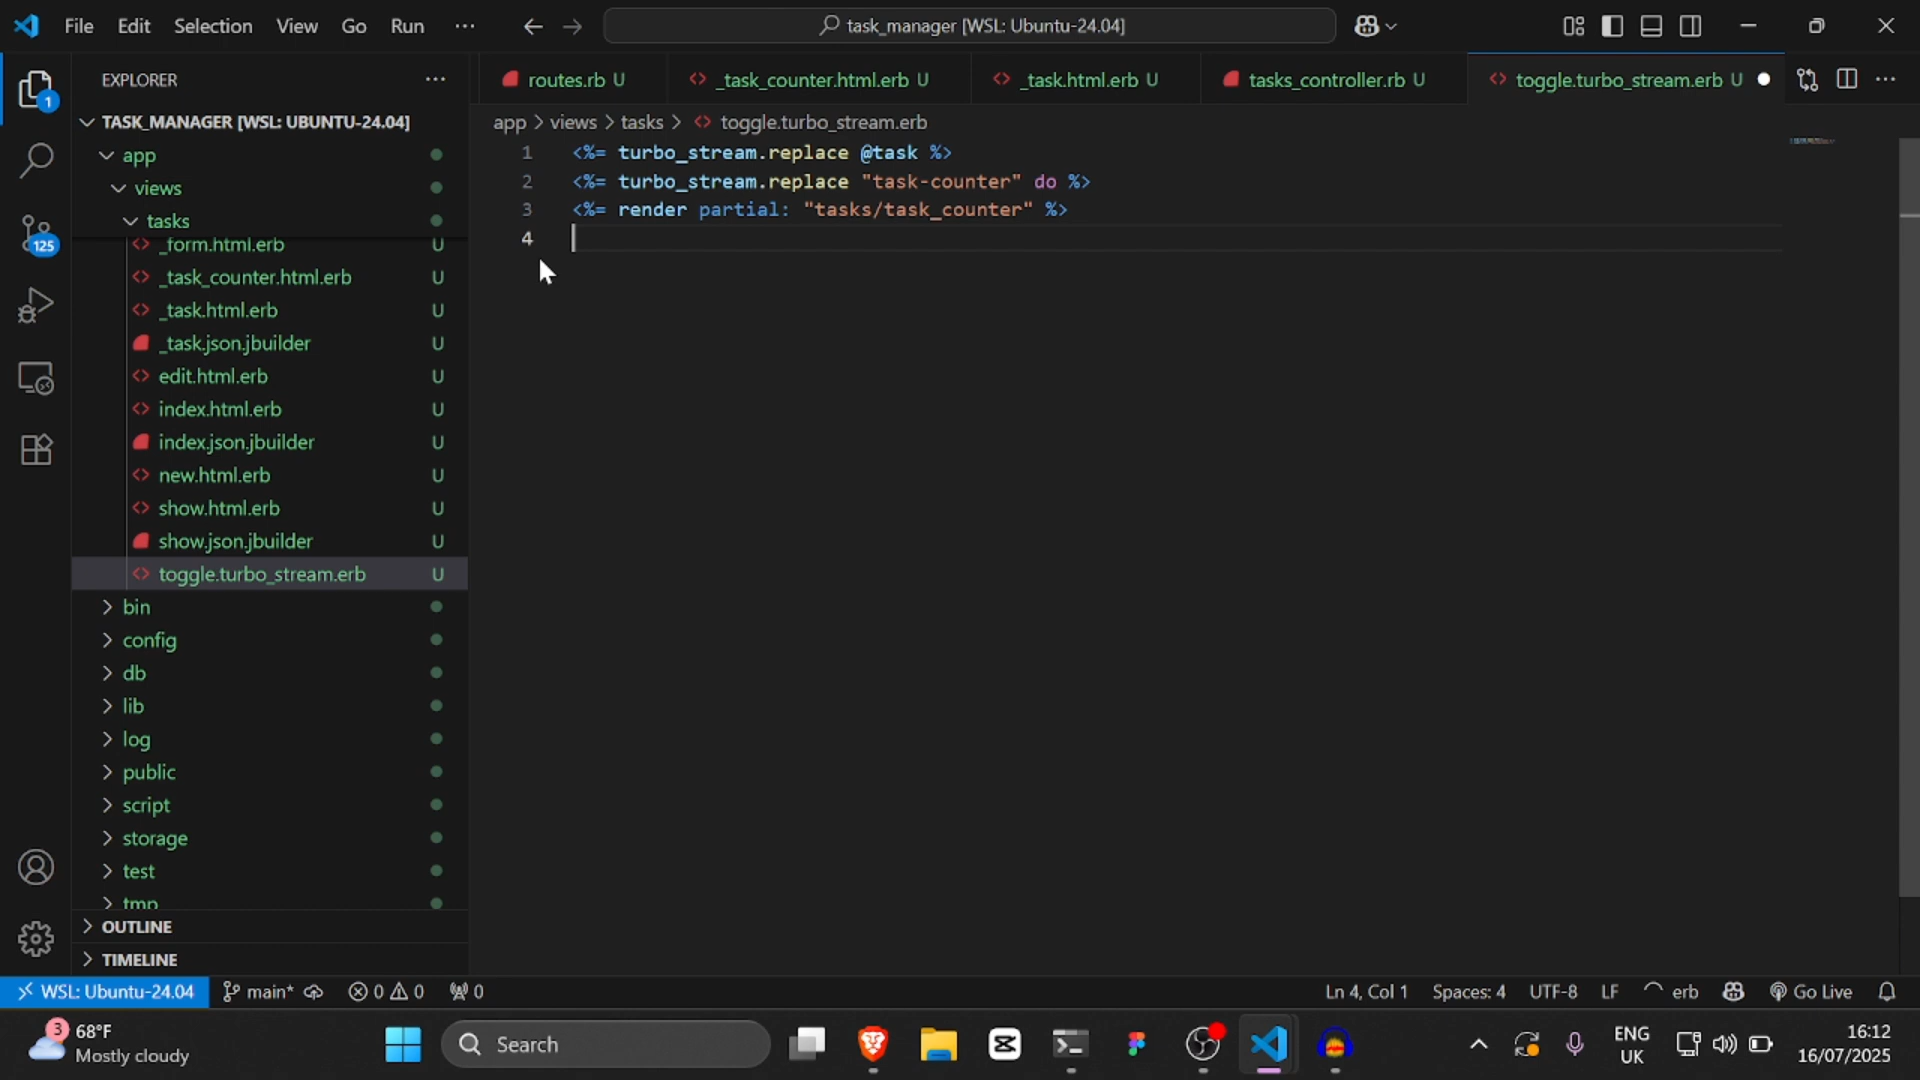 File Edit Selection View Go Run ···
task_manager [WSL: Ubuntu-24.04]
EXPLORER
routes.rb U
_task_counter.html.erb U
_task.html.erb U
tasks_controller.rb U
toggle.turbo_stream.erb U
TASK_MANAGER [WSL: UBUNTU-24.04]
app
views
tasks
_form.html.erb U
_task_counter.html.erb U
_task.html.erb U
_task.json.jbuilder U
edit.html.erb U
index.html.erb U
index.json.jbuilder U
new.html.erb U
show.html.erb U
show.json.jbuilder U
toggle.turbo_stream.erb U
bin
config
db
lib
log
public
script
storage
test
tmp
OUTLINE
TIMELINE
1
125
app > views > tasks > <> toggle.turbo_stream.erb
1 <%= turbo_stream.replace @task %>
2 <%= turbo_stream.replace "task-counter" do %>
3 <%= render partial: "tasks/task_counter" %>
4
WSL: Ubuntu-24.04 main* 0 0 0
Ln 4, Col 1 Spaces: 4 UTF-8 LF erb Go Live
3
68°F
Mostly cloudy
Search
ENG
UK
16:12
16/07/2025